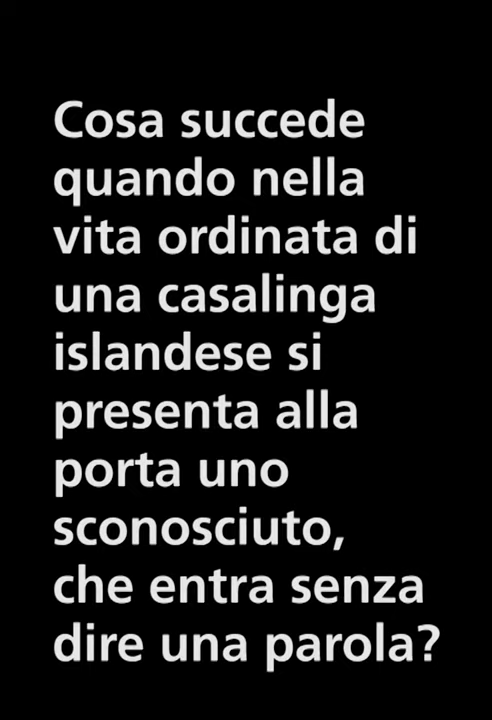 Cosa succede
quando nella
vita ordinata di
una casalinga
islandese si
presenta alla
porta uno
sconosciuto,
che entra senza
dire una parola?